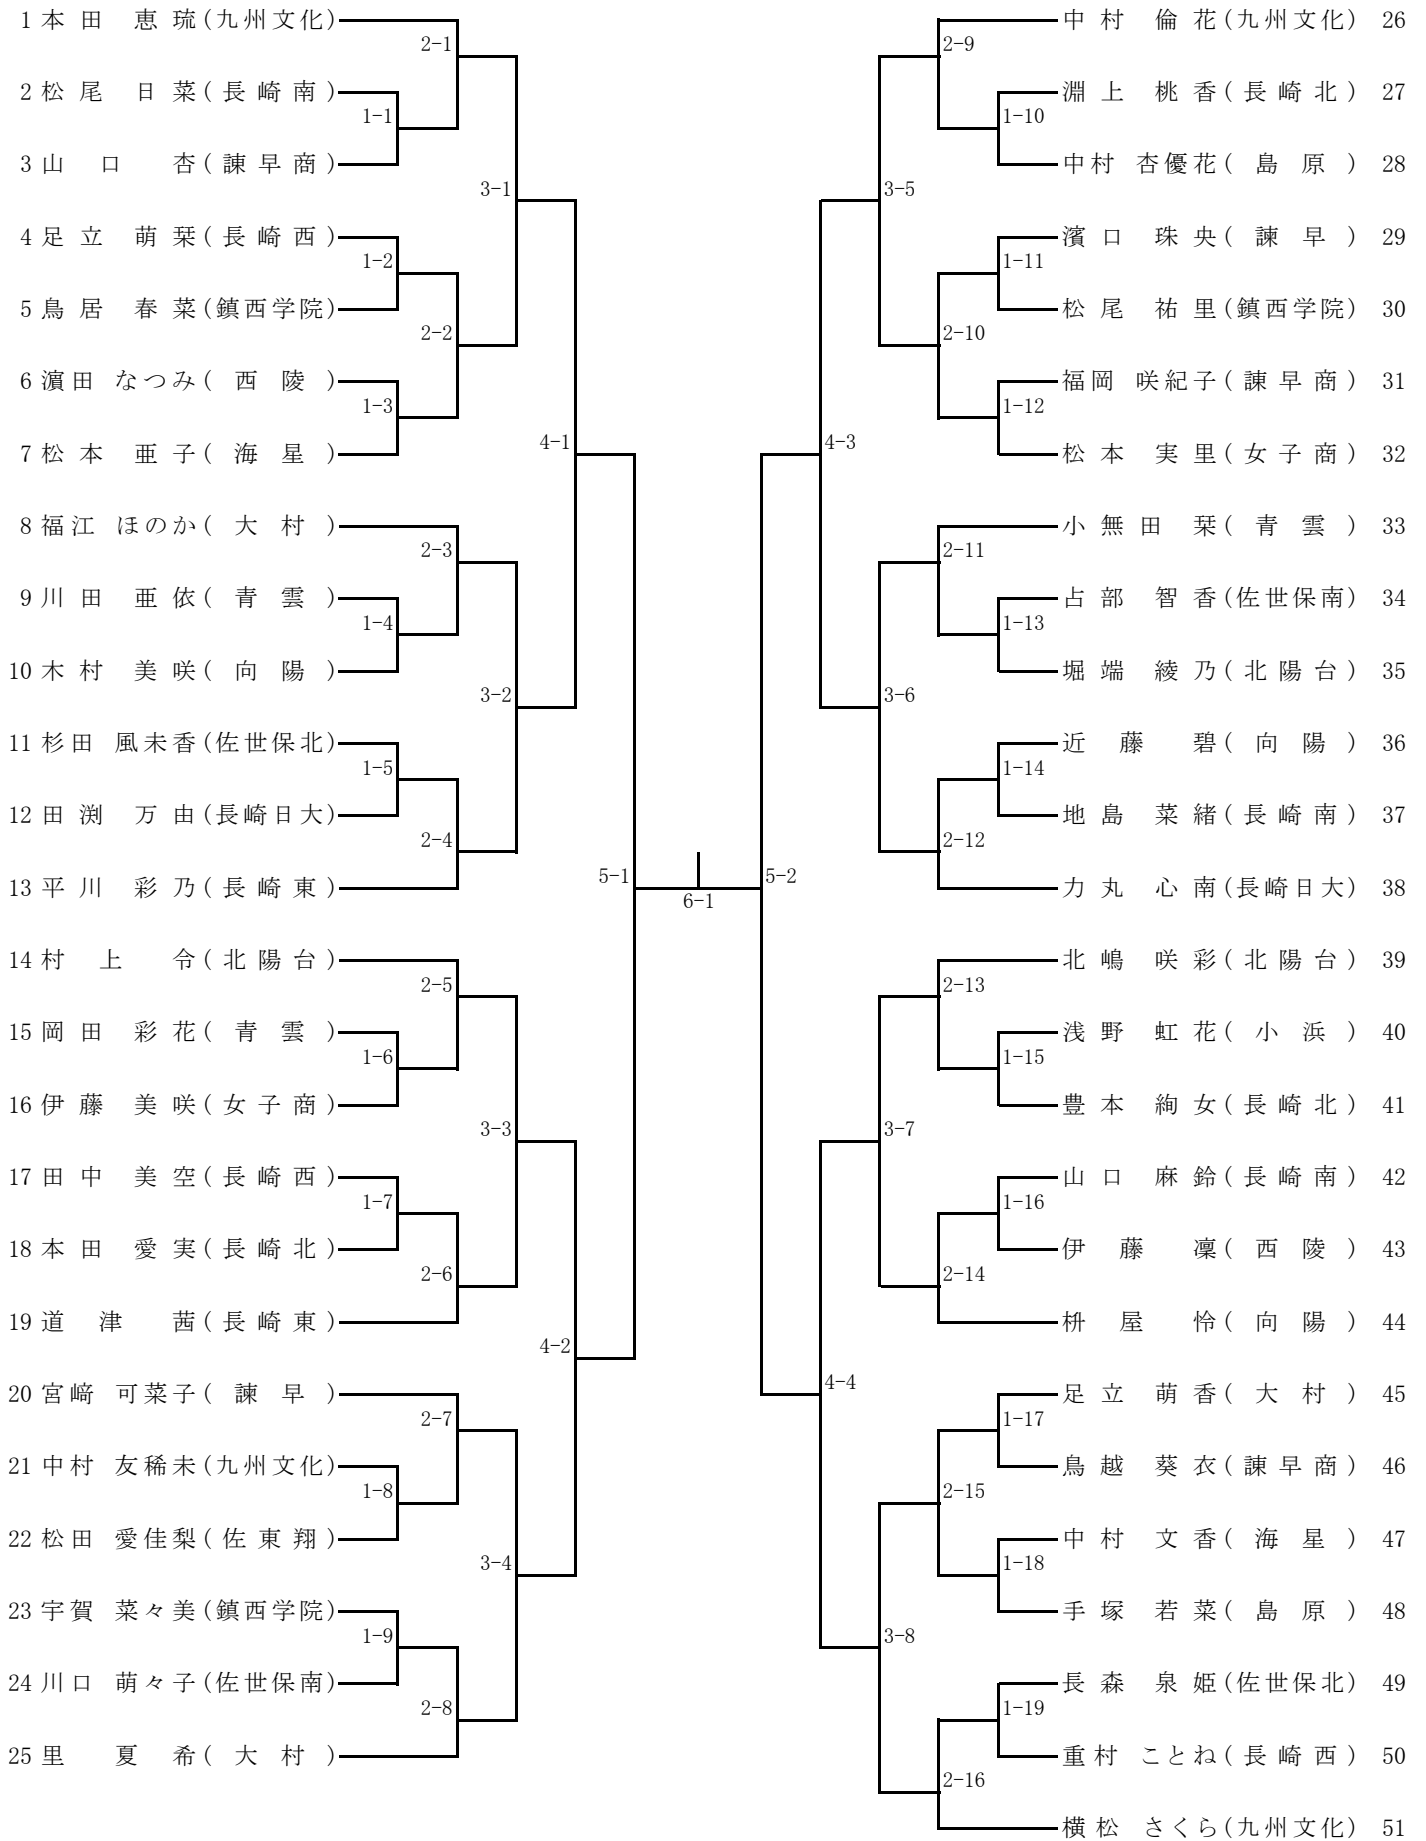 1 本田 恵琉(九州文化)
2-1
2 松尾 日菜(長崎南)
1-1
3 山口 杏(諫早商)
3-1
4 足立 萌栞(長崎西)
1-2
5 鳥居 春菜(鎮西学院)
2-2
6 濵田 なつみ(西陵)
1-3
7 松本 亜子(海星)
4-1
8 福江 ほのか(大村)
2-3
9 川田 亜依(青雲)
1-4
10 木村 美咲(向陽)
3-2
11 杉田 風未香(佐世保北)
1-5
12 田渕 万由(長崎日大)
2-4
13 平川 彩乃(長崎東)
5-1
14 村上 令(北陽台)
2-5
15 岡田 彩花(青雲)
1-6
16 伊藤 美咲(女子商)
3-3
17 田中 美空(長崎西)
1-7
18 本田 愛実(長崎北)
2-6
19 道津 茜(長崎東)
4-2
20 宮﨑 可菜子(諫早)
2-7
21 中村 友稀未(九州文化)
1-8
22 松田 愛佳梨(佐東翔)
3-4
23 宇賀 菜々美(鎮西学院)
1-9
24 川口 萌々子(佐世保南)
2-8
25 里 夏希(大村)
6-1
中村 倫花(九州文化) 26
2-9
淵上 桃香(長崎北) 27
1-10
中村 杏優花(島原) 28
3-5
濱口 珠央(諫早) 29
1-11
松尾 祐里(鎮西学院) 30
2-10
福岡 咲紀子(諫早商) 31
1-12
松本 実里(女子商) 32
4-3
小無田 栞(青雲) 33
2-11
占部 智香(佐世保南) 34
1-13
堀端 綾乃(北陽台) 35
3-6
近藤 碧(向陽) 36
1-14
地島 菜緒(長崎南) 37
2-12
力丸 心南(長崎日大) 38
5-2
北嶋 咲彩(北陽台) 39
2-13
浅野 虹花(小浜) 40
1-15
豊本 絢女(長崎北) 41
3-7
山口 麻鈴(長崎南) 42
1-16
伊藤 凜(西陵) 43
2-14
枡屋 怜(向陽) 44
4-4
足立 萌香(大村) 45
1-17
鳥越 葵衣(諫早商) 46
2-15
中村 文香(海星) 47
1-18
手塚 若菜(島原) 48
3-8
長森 泉姫(佐世保北) 49
1-19
重村 ことね(長崎西) 50
2-16
横松 さくら(九州文化) 51